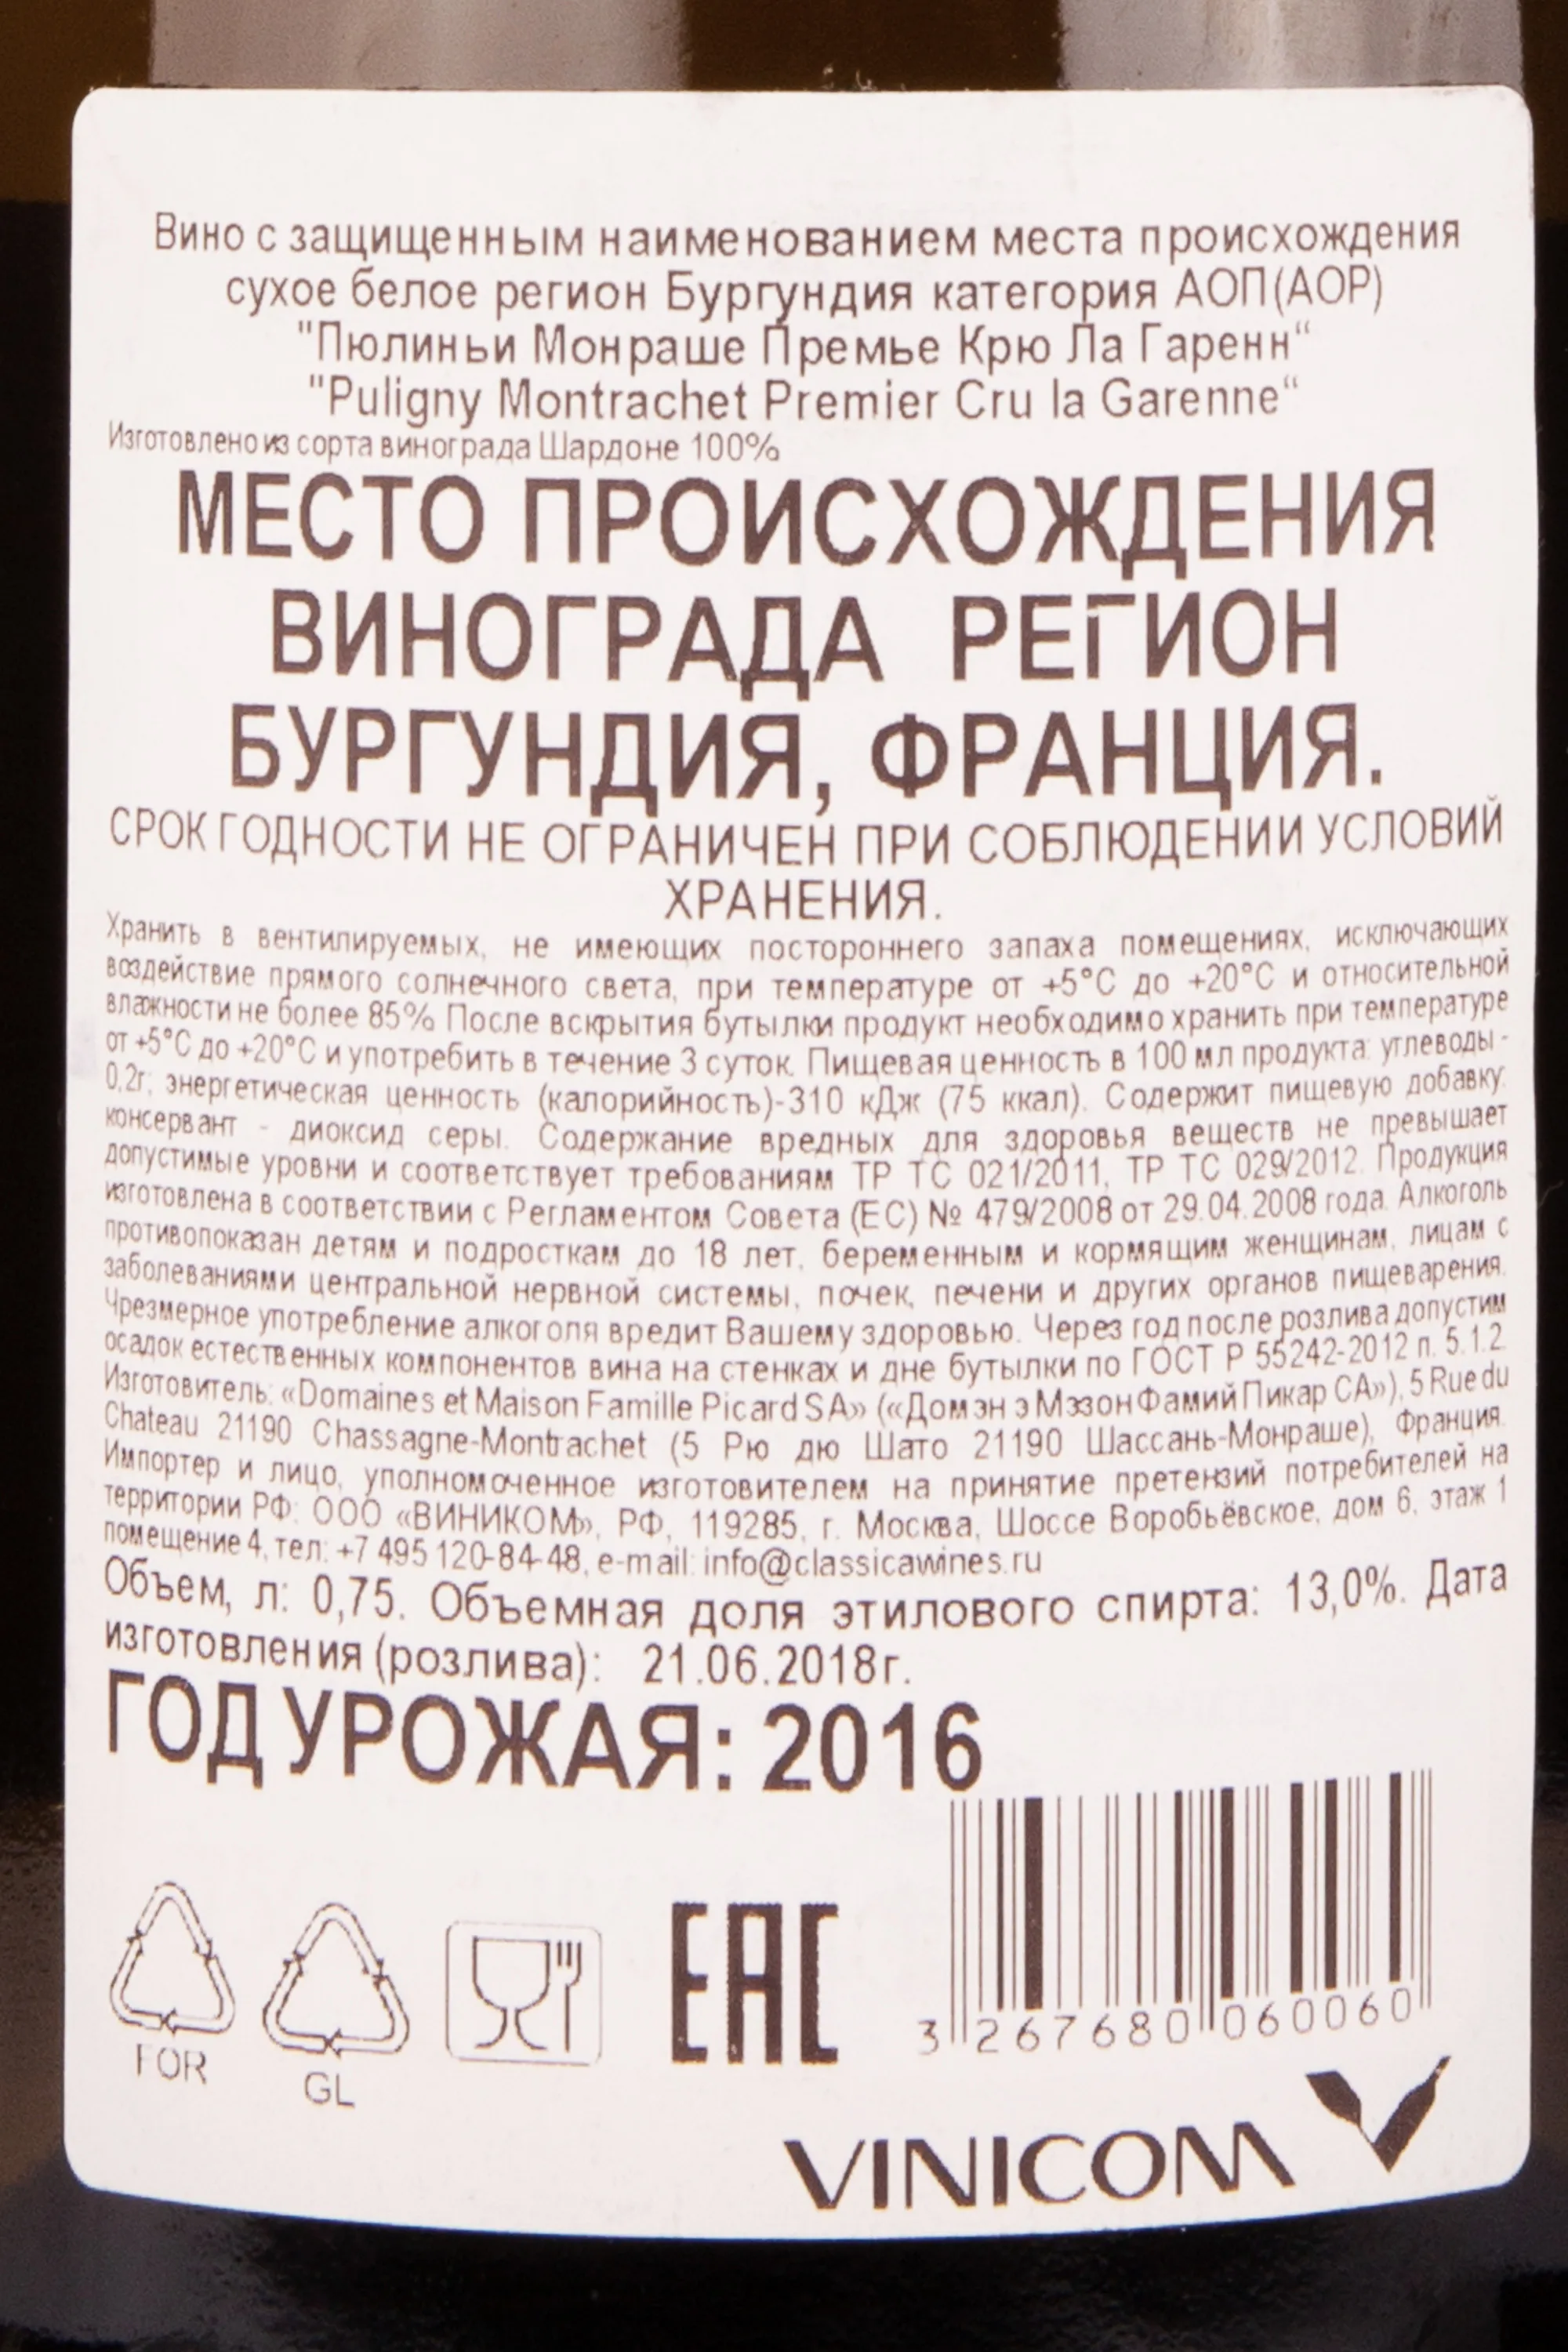 Вино с защищенным наименованием места происхождения
сухое белое регион Бургундия категория АОП(AOP)
"Пюлиньи Монраше Премье Крю Ла Гаренн“
"Puligny Montrachet Premier Cru la Garenne“
Изготовлено из сорта винограда Шардоне 100%
МЕСТО ПРОИСХОЖДЕНИЯ
ВИНОГРАДА РЕГИОН
БУРГУНДИЯ, ФРАНЦИЯ.
СРОК ГОДНОСТИ НЕ ОГРАНИЧЕН ПРИ СОБЛЮДЕНИИ УСЛОВИЙ
ХРАНЕНИЯ.
Хранить в вентилируемых, не имеющих постороннего запаха помещениях, исключающих
воздействие прямого солнечного света, при температуре от +5°С до +20°С и относительной
влажности не более 85% После вскрытия бутылки продукт необходимо хранить при температуре
от +5°С до +20°С и употребить в течение 3 суток. Пищевая ценность в 100 мл продукта: углеводы -
0,2г; энергетическая ценность (калорийность)-310 кДж (75 ккал). Содержит пищевую добавку:
консервант - диоксид серы. Содержание вредных для здоровья веществ не превышает
допустимые уровни и соответствует требованиям ТР ТС 021/2011, ТР ТС 029/2012. Продукция
изготовлена в соответствии с Регламентом Совета (ЕС) № 479/2008 от 29.04.2008 года. Алкоголь
противопоказан детям и подросткам до 18 лет, беременным и кормящим женщинам, лицам с
заболеваниями центральной нервной системы, почек, печени и других органов пищеварения.
Чрезмерное употребление алкоголя вредит Вашему здоровью. Через год после розлива допустим
осадок естественных компонентов вина на стенках и дне бутылки по ГОСТ Р 55242-2012 п. 5.1.2.
Изготовитель: «Domaines et Maison Famille Picard SA» («Домэн э Мэзон Фамий Пикар СА»), 5 Rue du
Chateau 21190 Chassagne-Montrachet (5 Рю дю Шато 21190 Шассань-Монраше), Франция.
Импортер и лицо, уполномоченное изготовителем на принятие претензий потребителей на
территории РФ: ООО «ВИНИКОМ», РФ, 119285, г. Москва, Шоссе Воробьёвское, дом 6, этаж 1
помещение 4, тел: +7 495 120-84-48, e-mail: info@classicawines.ru
Объем, л: 0,75. Объемная доля этилового спирта: 13,0%. Дата
изготовления (розлива): 21.06.2018г.
ГОД УРОЖАЯ: 2016
FOR
GL
EAC
3 267680 060060
VINICOM